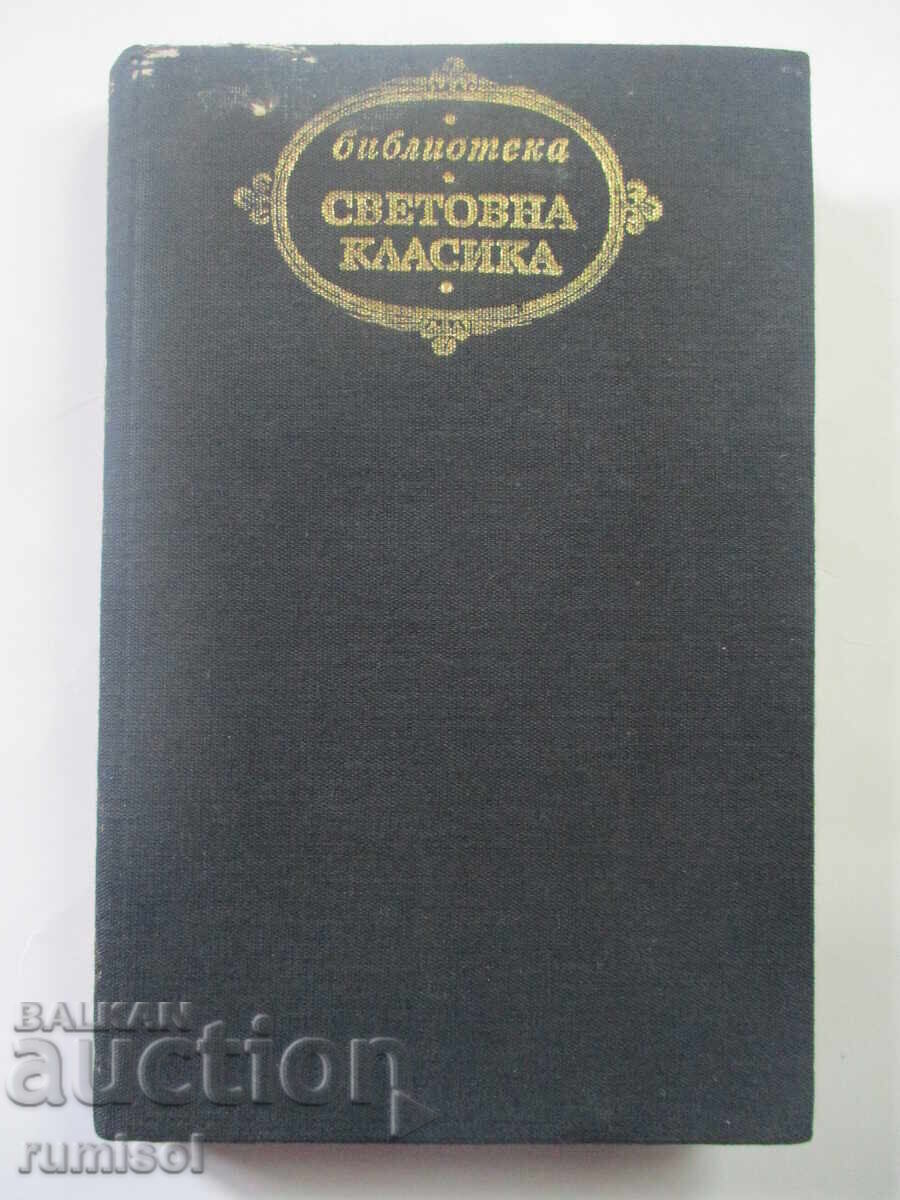 библиотека
СВЕТОВНА
КЛАСИКА
BALKAN
auction
rumisol